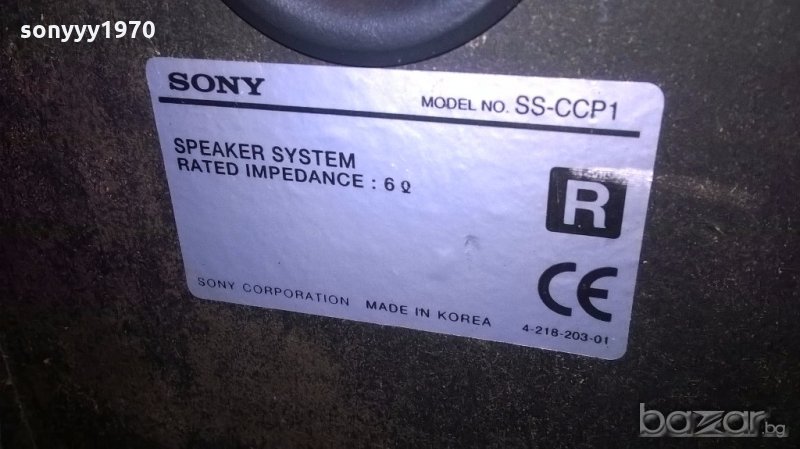 sonyyy1970
SONY
MODEL NO. SS-CCP1
SPEAKER SYSTEM
RATED IMPEDANCE : 6 Ω
R
CE
SONY CORPORATION MADE IN KOREA
4-218-203-01
bazar.bg